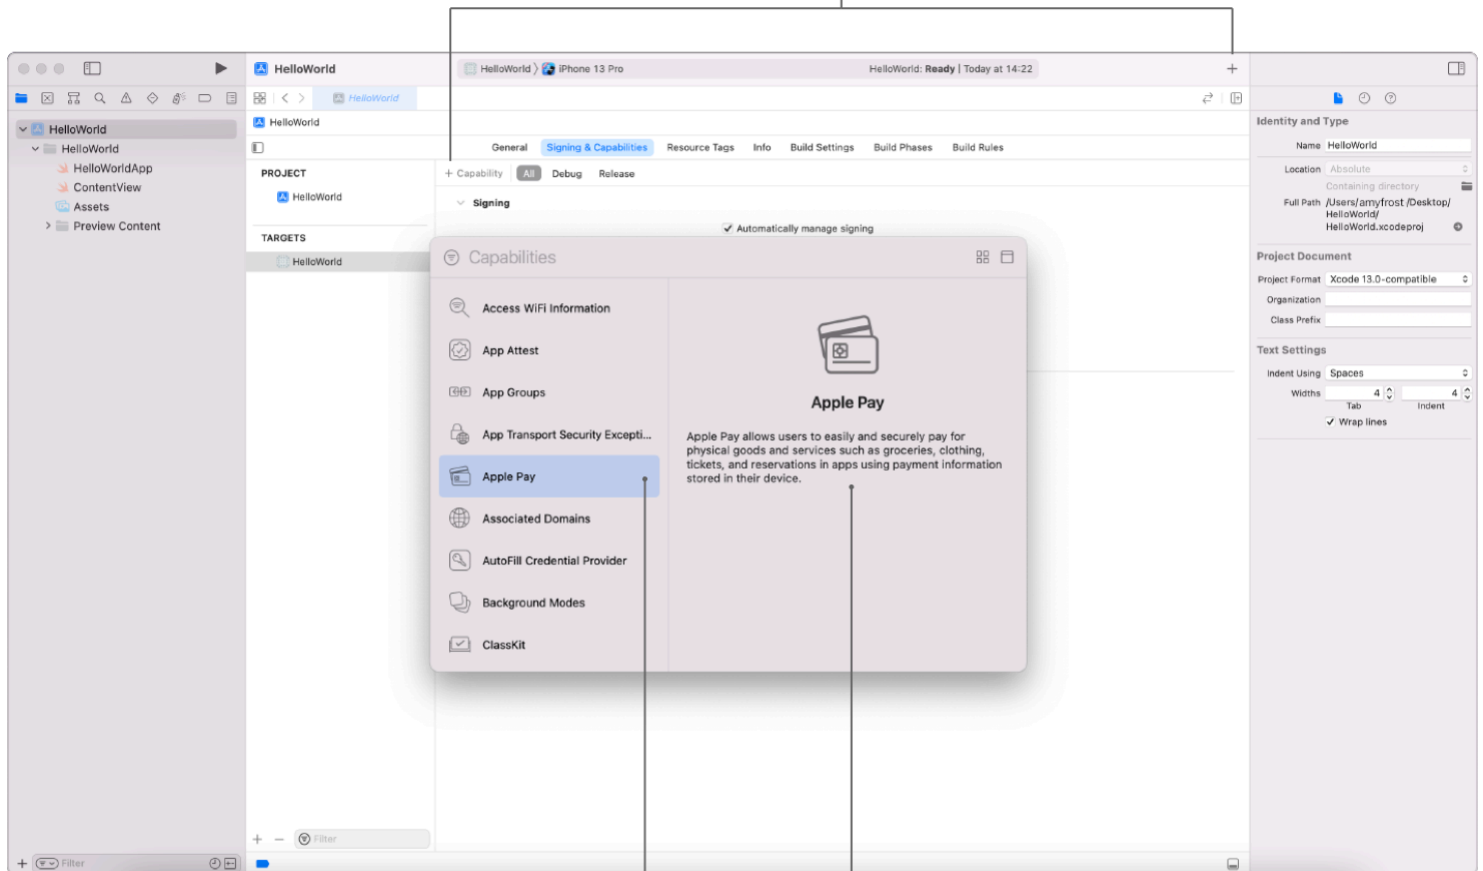 HelloWorld
HelloWorld
iPhone 13 Pro
HelloWorld: Ready | Today at 14:22
HelloWorld
HelloWorld
HelloWorld
HelloWorld
HelloWorldApp
ContentView
Assets
Preview Content
Filter
General
Signing & Capabilities
Resource Tags
Info
Build Settings
Build Phases
Build Rules
PROJECT
HelloWorld
TARGETS
HelloWorld
Filter
+ Capability
All
Debug
Release
Signing
Automatically manage signing
Capabilities
Access WiFi Information
App Attest
App Groups
App Transport Security Excepti...
Apple Pay
Associated Domains
AutoFill Credential Provider
Background Modes
ClassKit
Apple Pay
Apple Pay allows users to easily and securely pay for
physical goods and services such as groceries, clothing,
tickets, and reservations in apps using payment information
stored in their device.
Identity and Type
Name HelloWorld
Location Absolute
Containing directory
Full Path /Users/amyfrost /Desktop/
HelloWorld/
HelloWorld.xcodeproj
Project Document
Project Format Xcode 13.0-compatible
Organization
Class Prefix
Text Settings
Indent Using Spaces
Widths 4 4
Tab Indent
Wrap lines